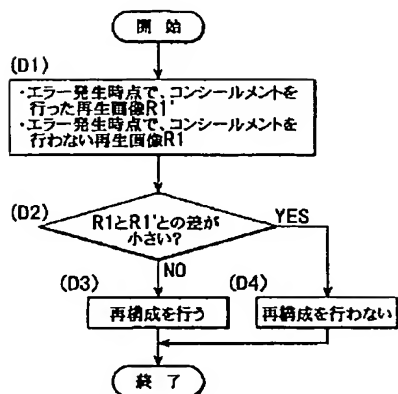 開始
(D1)
・エラー発生時点で、コンシールメントを
行った再生画像R1'
・エラー発生時点で、コンシールメントを
行わない再生画像R1
(D2)
R1とR1'との差が
小さい?
YES
NO
(D3)
再構成を行う
(D4)
再構成を行わない
終了